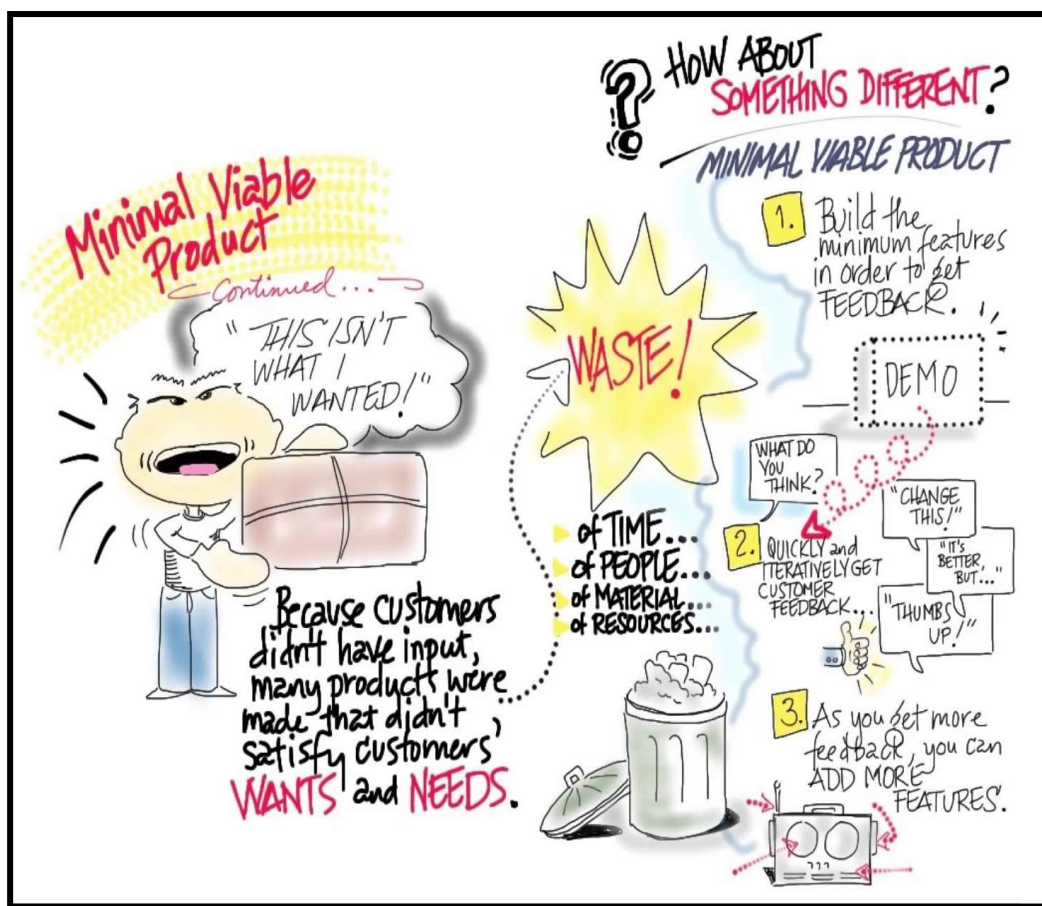 Minimal Viable
Product
Continued...
"THIS ISN'T
WHAT I
WANTED!"
Because customers
didn't have input,
many products were
made that didn't
satisfy customers'
WANTS and NEEDS.
WASTE!
of TIME...
of PEOPLE...
of MATERIAL...
of RESOURCES...
? HOW ABOUT
SOMETHING DIFFERENT?
MINIMAL VIABLE PRODUCT
1. Build the
minimum features
in order to get
FEEDBACK.
DEMO
WHAT DO
YOU
THINK?
2. QUICKLY and
ITERATIVELY GET
CUSTOMER
FEEDBACK...
"CHANGE
THIS!"
"IT'S
BETTER,
BUT..."
"THUMBS
UP!"
3. As you get more
feedback, you can
ADD MORE
FEATURES.
???